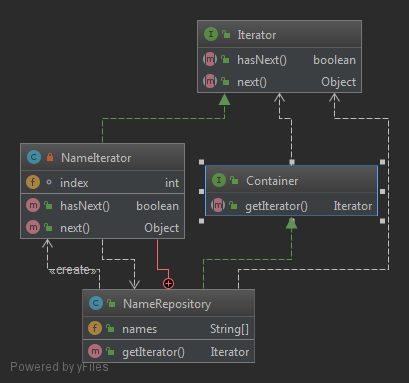 Iterator
hasNext() boolean
next() Object
NameIterator
index int
hasNext() boolean
next() Object
Container
getIterator() Iterator
«create»
NameRepository
names String[]
getIterator() Iterator
Powered by yFiles